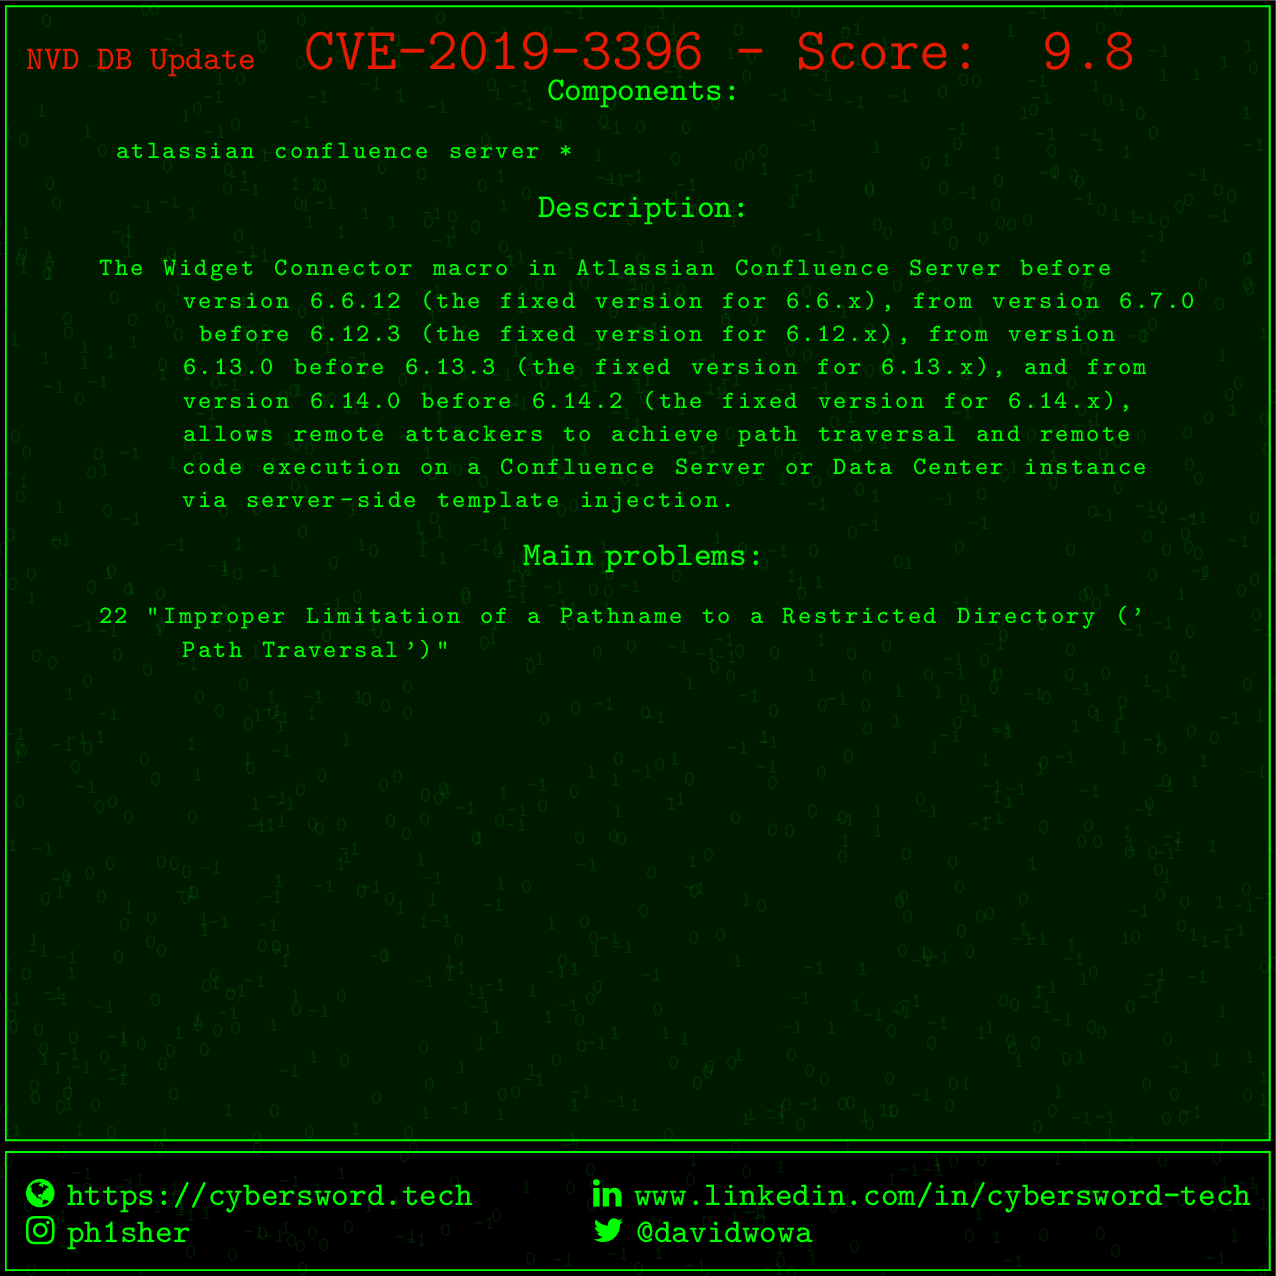 NVD DB Update CVE-2019-3396 - Score: 9.8
Components:
atlassian confluence server *
Description:
The Widget Connector macro in Atlassian Confluence Server before
version 6.6.12 (the fixed version for 6.6.x), from version 6.7.0
before 6.12.3 (the fixed version for 6.12.x), from version
6.13.0 before 6.13.3 (the fixed version for 6.13.x), and from
version 6.14.0 before 6.14.2 (the fixed version for 6.14.x),
allows remote attackers to achieve path traversal and remote
code execution on a Confluence Server or Data Center instance
via server-side template injection.
Main problems:
22 "Improper Limitation of a Pathname to a Restricted Directory ('
Path Traversal')"
https://cybersword.tech www.linkedin.com/in/cybersword-tech
ph1sher @davidwowa